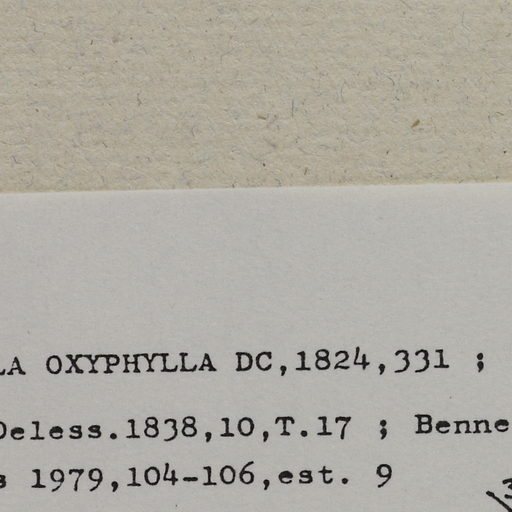 LA OXYPHYLLA DC,1824,331 ;
Deless.1838,10,T.17 ; Benne
s 1979,104-106,est. 9